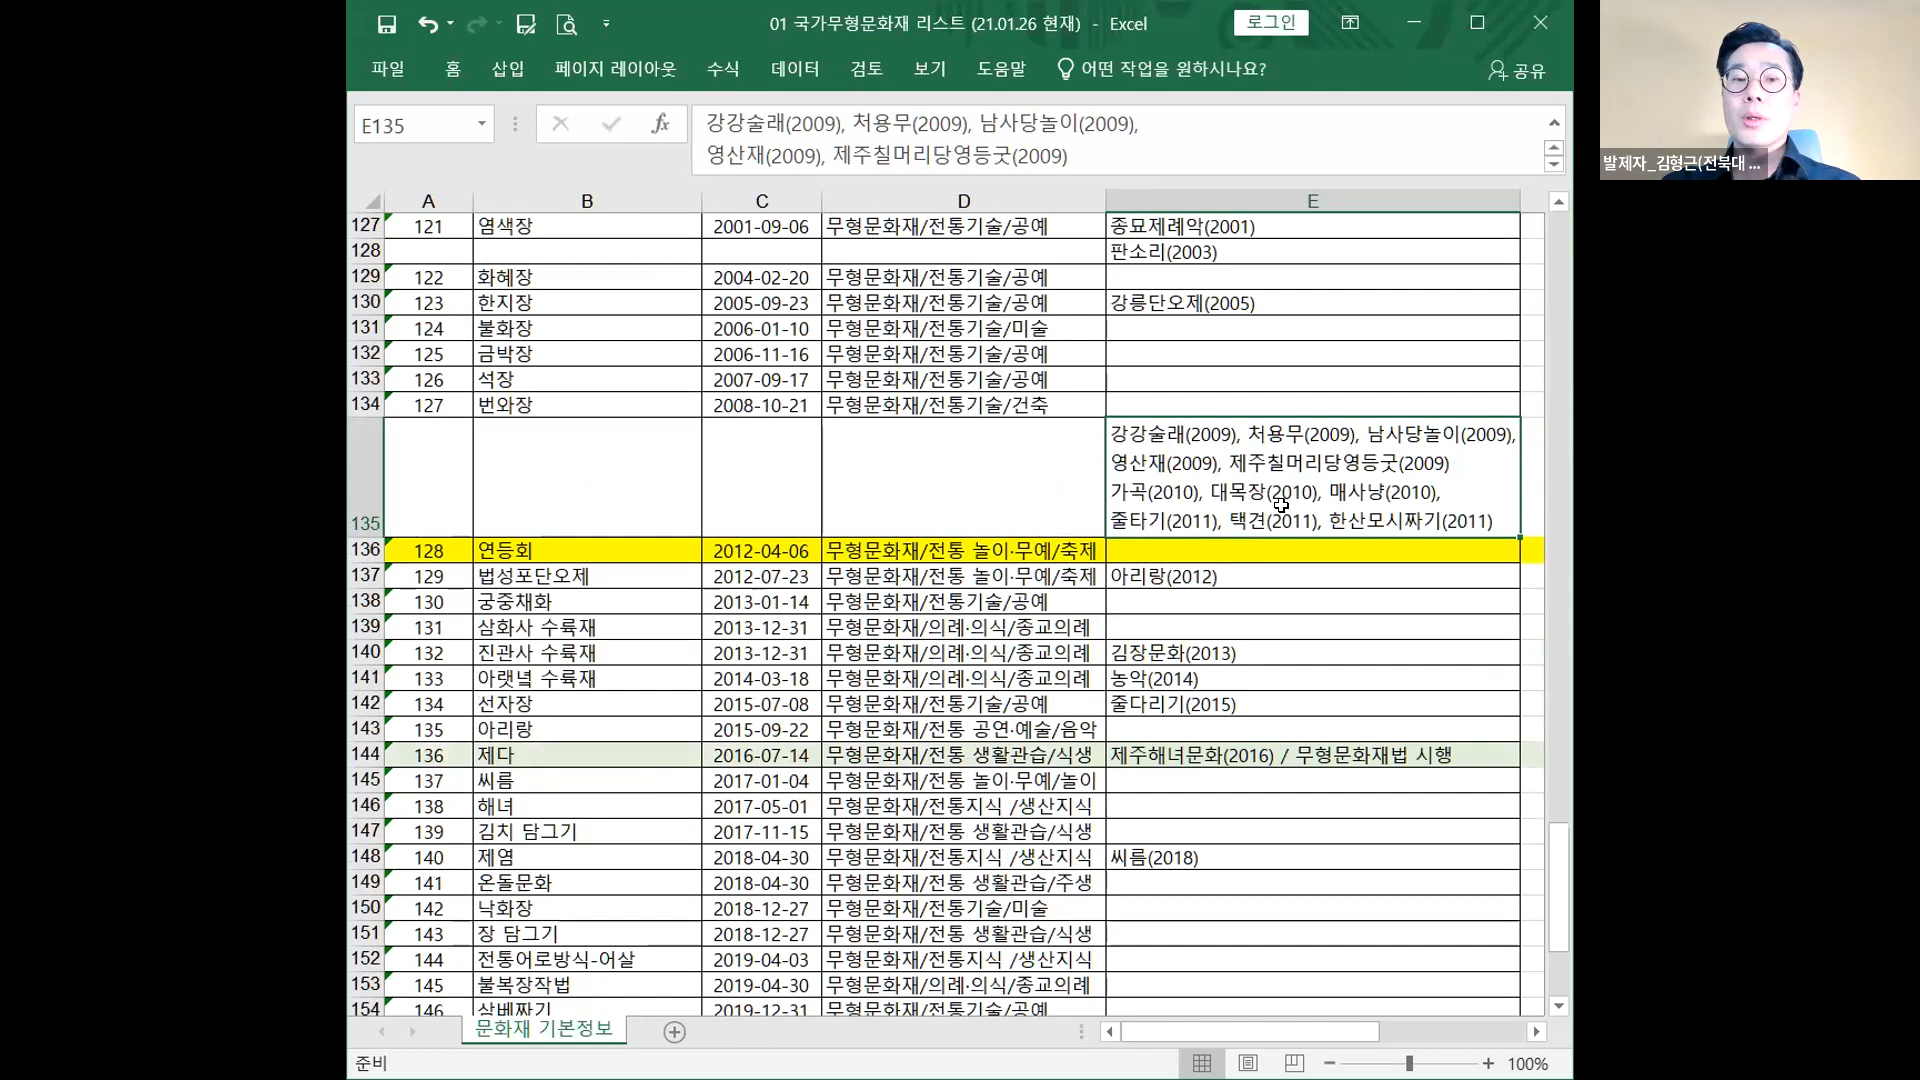 01 국가무형문화재 리스트 (21.01.26 현재) - Excel
로그인
파일 홈 삽입 페이지 레이아웃 수식 데이터 검토 보기 도움말 어떤 작업을 원하시나요? 공유
E135 fx 강강술래(2009), 처용무(2009), 남사당놀이(2009),
영산재(2009), 제주칠머리당영등굿(2009)
발제자_김형근(전북대 ...
A B C D E
127 121 염색장 2001-09-06 무형문화재/전통기술/공예 종묘제례악(2001)
128 판소리(2003)
129 122 화혜장 2004-02-20 무형문화재/전통기술/공예
130 123 한지장 2005-09-23 무형문화재/전통기술/공예 강릉단오제(2005)
131 124 불화장 2006-01-10 무형문화재/전통기술/미술
132 125 금박장 2006-11-16 무형문화재/전통기술/공예
133 126 석장 2007-09-17 무형문화재/전통기술/공예
134 127 번와장 2008-10-21 무형문화재/전통기술/건축
강강술래(2009), 처용무(2009), 남사당놀이(2009),
영산재(2009), 제주칠머리당영등굿(2009)
가곡(2010), 대목장(2010), 매사냥(2010),
135 줄타기(2011), 택견(2011), 한산모시짜기(2011)
136 128 연등회 2012-04-06 무형문화재/전통 놀이·무예/축제
137 129 법성포단오제 2012-07-23 무형문화재/전통 놀이·무예/축제 아리랑(2012)
138 130 궁중채화 2013-01-14 무형문화재/전통기술/공예
139 131 삼화사 수륙재 2013-12-31 무형문화재/의례·의식/종교의례
140 132 진관사 수륙재 2013-12-31 무형문화재/의례·의식/종교의례 김장문화(2013)
141 133 아랫녘 수륙재 2014-03-18 무형문화재/의례·의식/종교의례 농악(2014)
142 134 선자장 2015-07-08 무형문화재/전통기술/공예 줄다리기(2015)
143 135 아리랑 2015-09-22 무형문화재/전통 공연·예술/음악
144 136 제다 2016-07-14 무형문화재/전통 생활관습/식생 제주해녀문화(2016) / 무형문화재법 시행
145 137 씨름 2017-01-04 무형문화재/전통 놀이·무예/놀이
146 138 해녀 2017-05-01 무형문화재/전통지식 /생산지식
147 139 김치 담그기 2017-11-15 무형문화재/전통 생활관습/식생
148 140 제염 2018-04-30 무형문화재/전통지식 /생산지식 씨름(2018)
149 141 온돌문화 2018-04-30 무형문화재/전통 생활관습/주생
150 142 낙화장 2018-12-27 무형문화재/전통기술/미술
151 143 장 담그기 2018-12-27 무형문화재/전통 생활관습/식생
152 144 전통어로방식-어살 2019-04-03 무형문화재/전통지식 /생산지식
153 145 불복장작법 2019-04-30 무형문화재/의례·의식/종교의례
154 146 삼베짜기 2019-12-31 무형문화재/전통기술/공예
문화재 기본정보
준비 100%